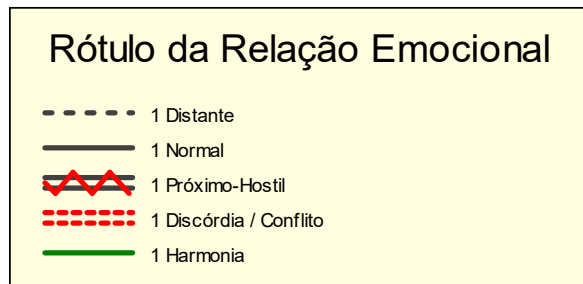 Rótulo da Relação Emocional
1 Distante
1 Normal
1 Próximo-Hostil
1 Discórdia / Conflito
1 Harmonia